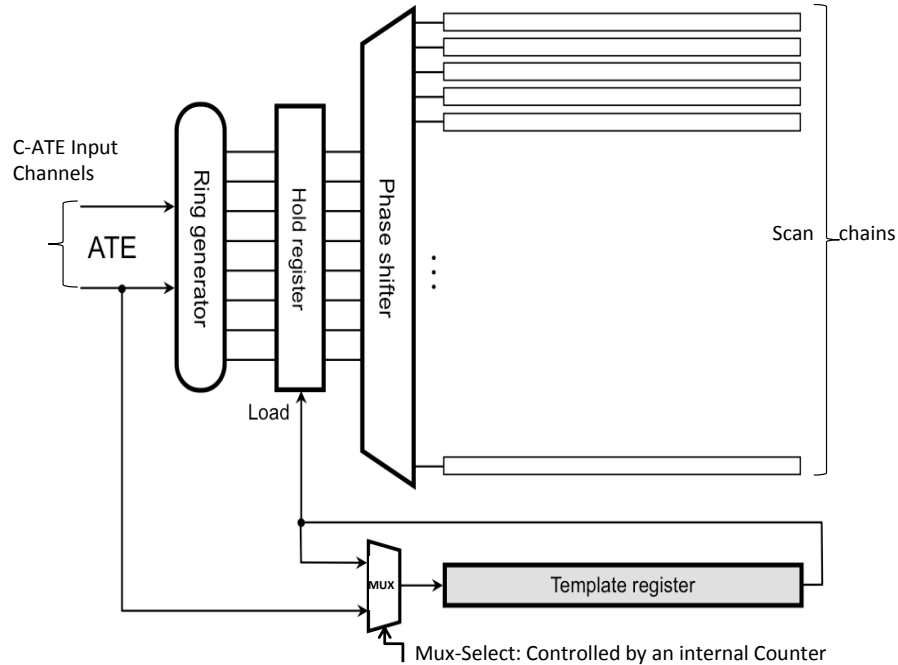 C-ATE Input
Channels
ATE
Ring generator
Hold register
Phase shifter
Scan chains
Load
MUX
Template register
Mux-Select: Controlled by an internal Counter